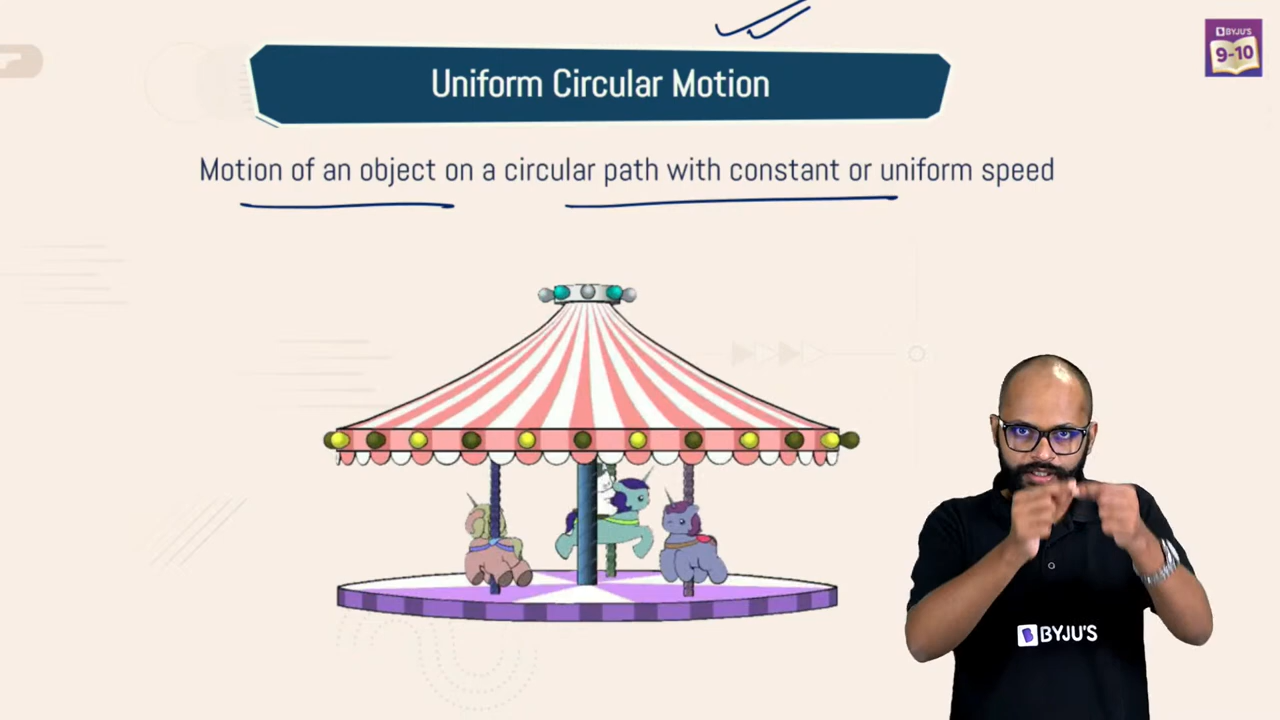 BYJU'S
9-10
Uniform Circular Motion
Motion of an object on a circular path with constant or uniform speed
BYJU'S